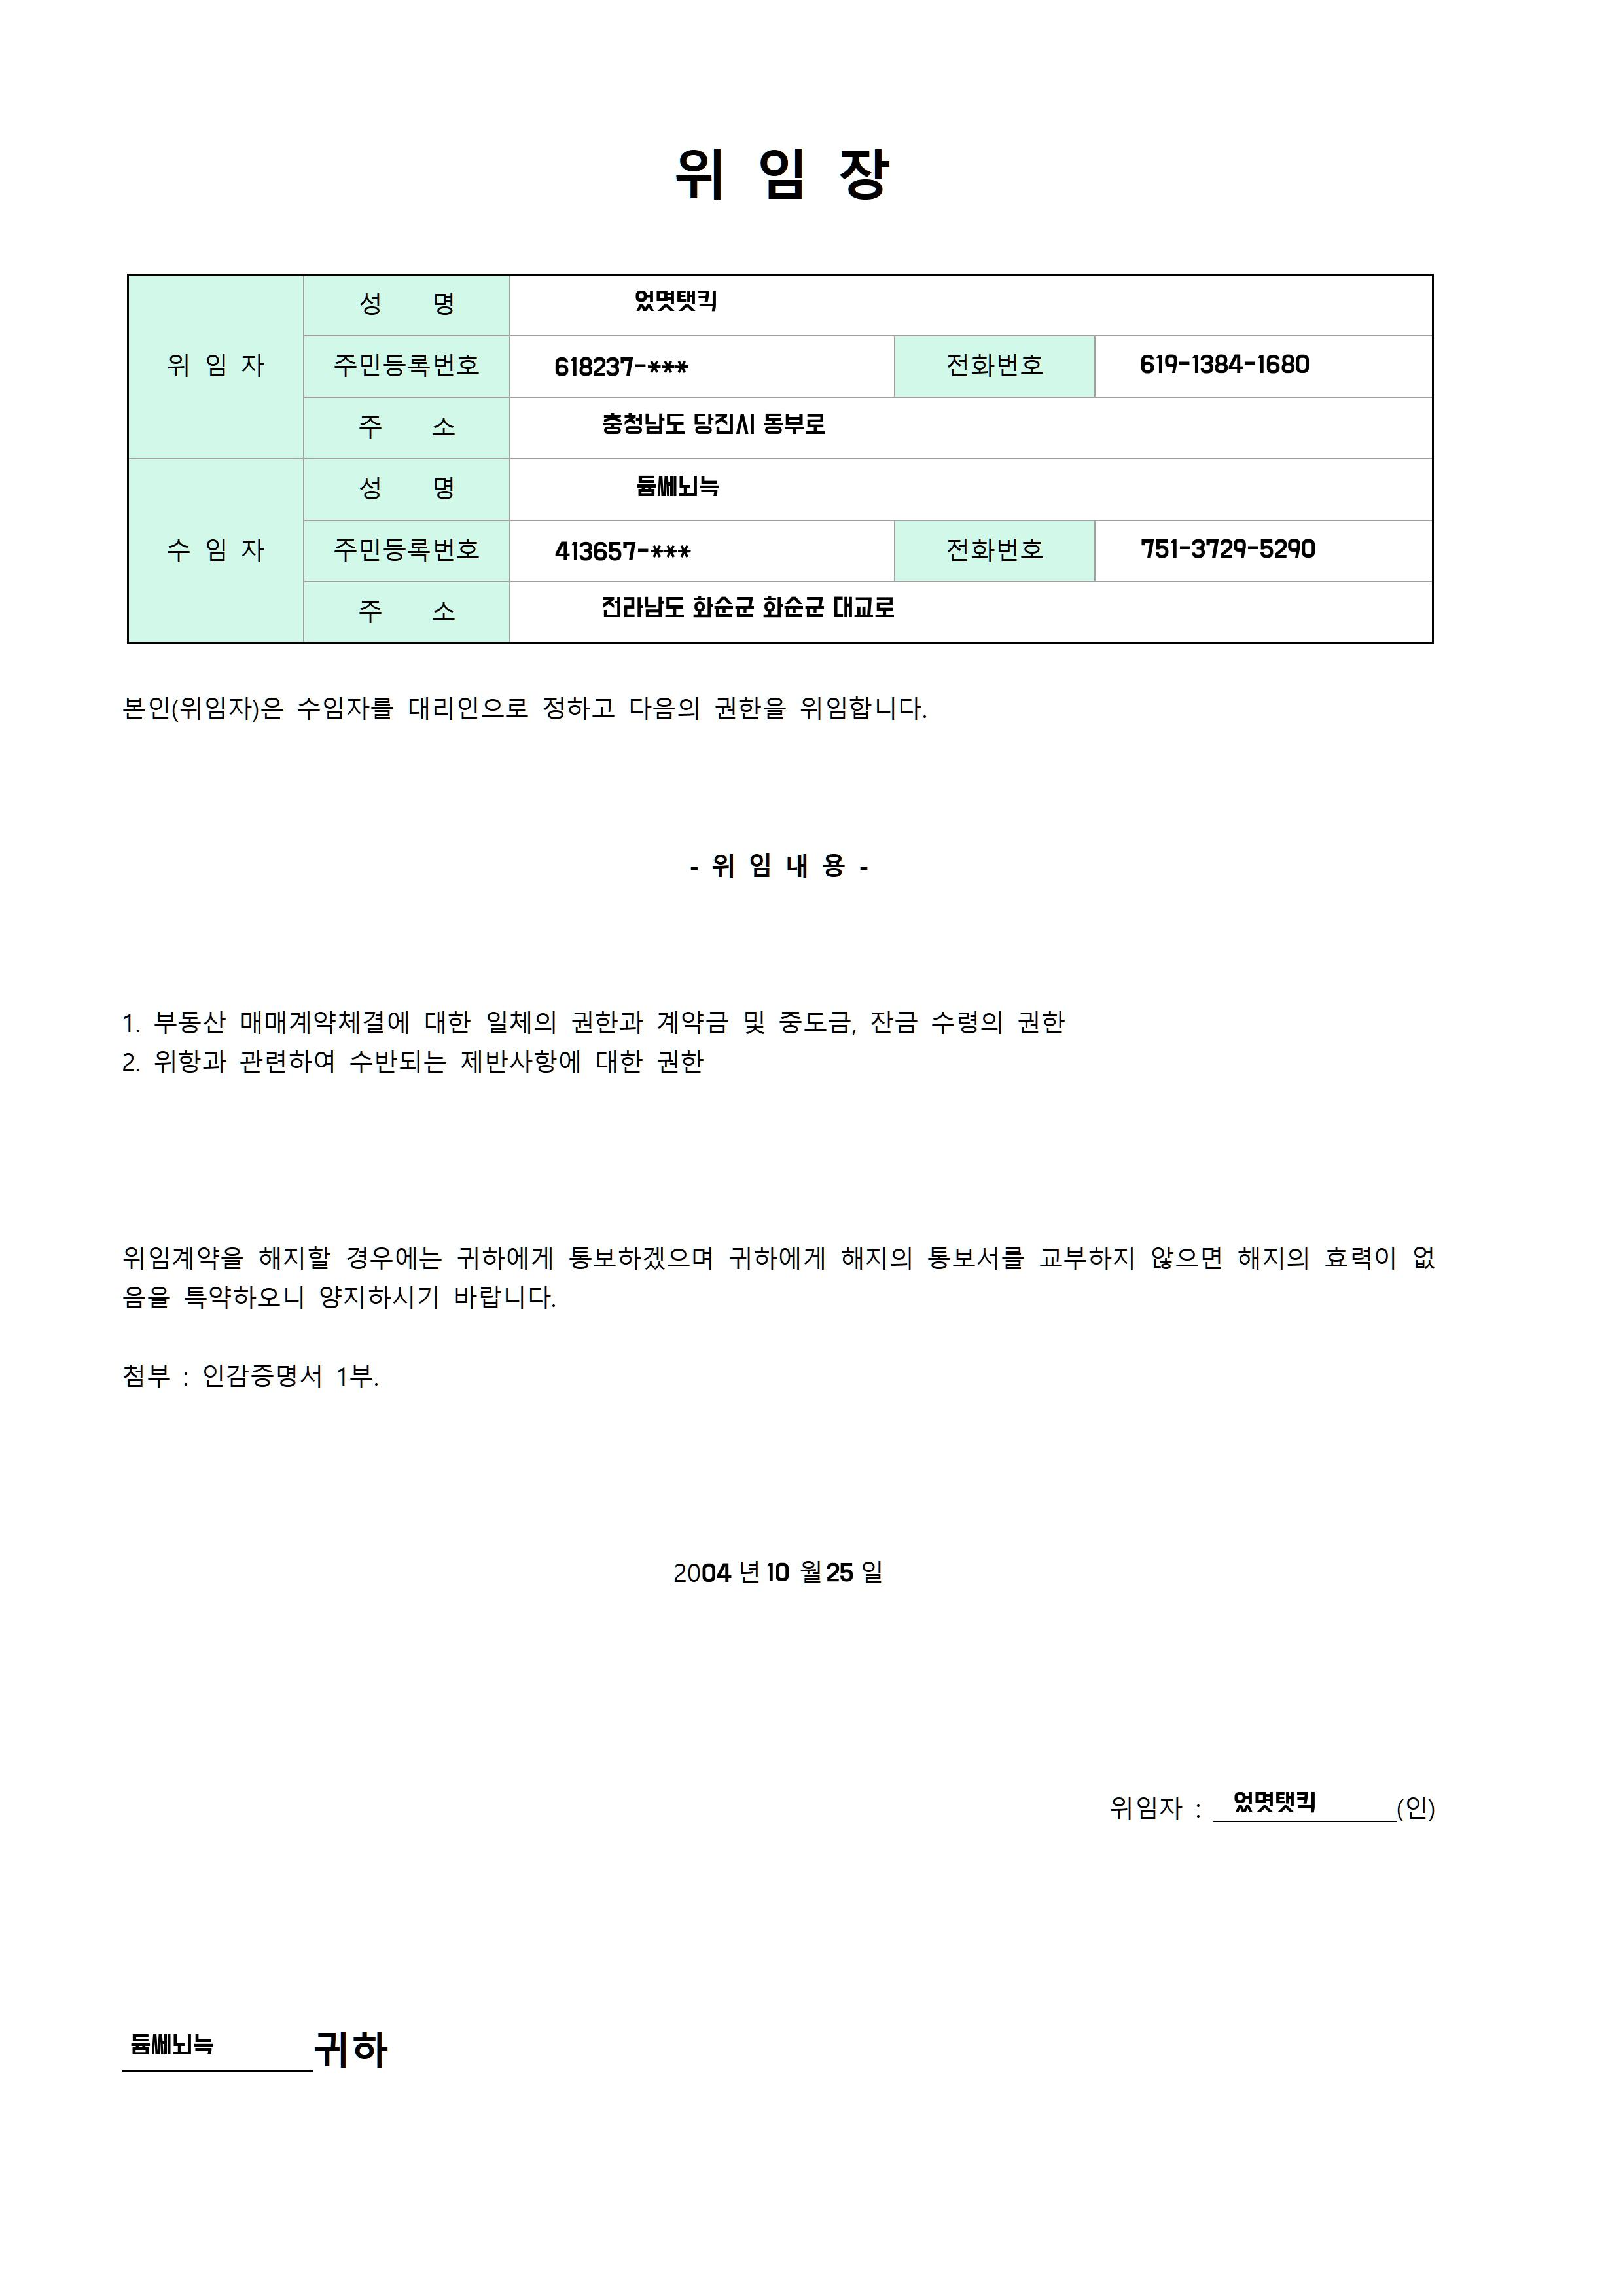 위 임 장
위 임 자
성 명 었몃탯킥
주민등록번호 618237-*** 전화번호 619-1384-1680
주 소 충청남도 당진시 동부로
수 임 자
성 명 듐쎄뇌늑
주민등록번호 413657-*** 전화번호 751-3729-5290
주 소 전라남도 화순군 화순군 대교로
본인(위임자)은 수임자를 대리인으로 정하고 다음의 권한을 위임합니다.
- 위 임 내 용 -
1. 부동산 매매계약체결에 대한 일체의 권한과 계약금 및 중도금, 잔금 수령의 권한
2. 위항과 관련하여 수반되는 제반사항에 대한 권한
위임계약을 해지할 경우에는 귀하에게 통보하겠으며 귀하에게 해지의 통보서를 교부하지 않으면 해지의 효력이 없
음을 특약하오니 양지하시기 바랍니다.
첨부 : 인감증명서 1부.
2004 년 10 월 25 일
위임자 : 었몃탯킥 (인)
듐쎄뇌늑 귀하